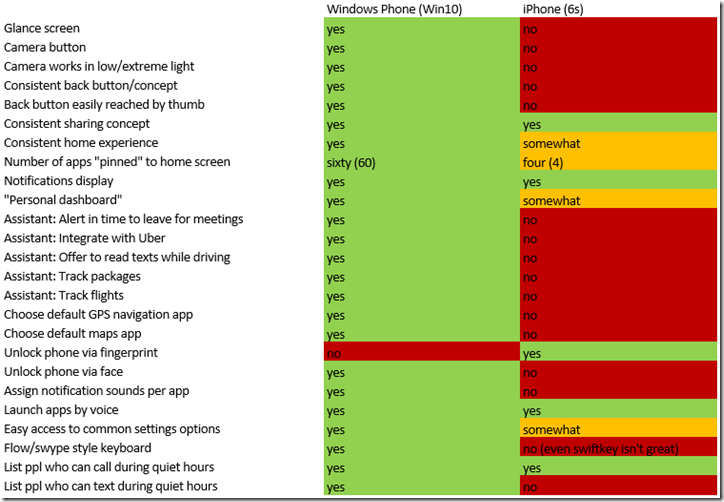 Windows Phone (Win10) iPhone (6s)
Glance screen yes no
Camera button yes no
Camera works in low/extreme light yes no
Consistent back button/concept yes no
Back button easily reached by thumb yes no
Consistent sharing concept yes yes
Consistent home experience yes somewhat
Number of apps "pinned" to home screen sixty (60) four (4)
Notifications display yes yes
"Personal dashboard" yes somewhat
Assistant: Alert in time to leave for meetings yes no
Assistant: Integrate with Uber yes no
Assistant: Offer to read texts while driving yes no
Assistant: Track packages yes no
Assistant: Track flights yes no
Choose default GPS navigation app yes no
Choose default maps app yes no
Unlock phone via fingerprint no yes
Unlock phone via face yes no
Assign notification sounds per app yes no
Launch apps by voice yes yes
Easy access to common settings options yes somewhat
Flow/swype style keyboard yes no (even swiftkey isn't great)
List ppl who can call during quiet hours yes yes
List ppl who can text during quiet hours yes no